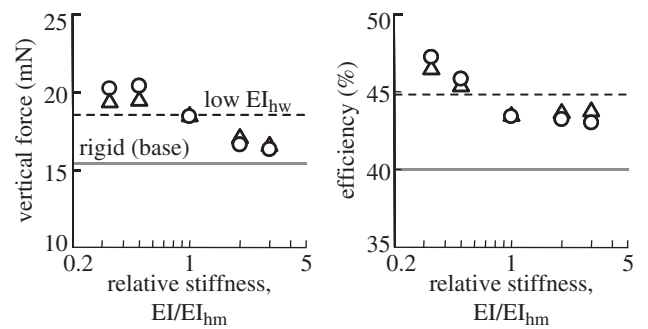 25
20
15
10
vertical force (mN)
low EI_hw
rigid (base)
0.2
1
5
relative stiffness,
EI/EI_hm
50
45
40
35
efficiency (%)
0.2
1
5
relative stiffness,
EI/EI_hm